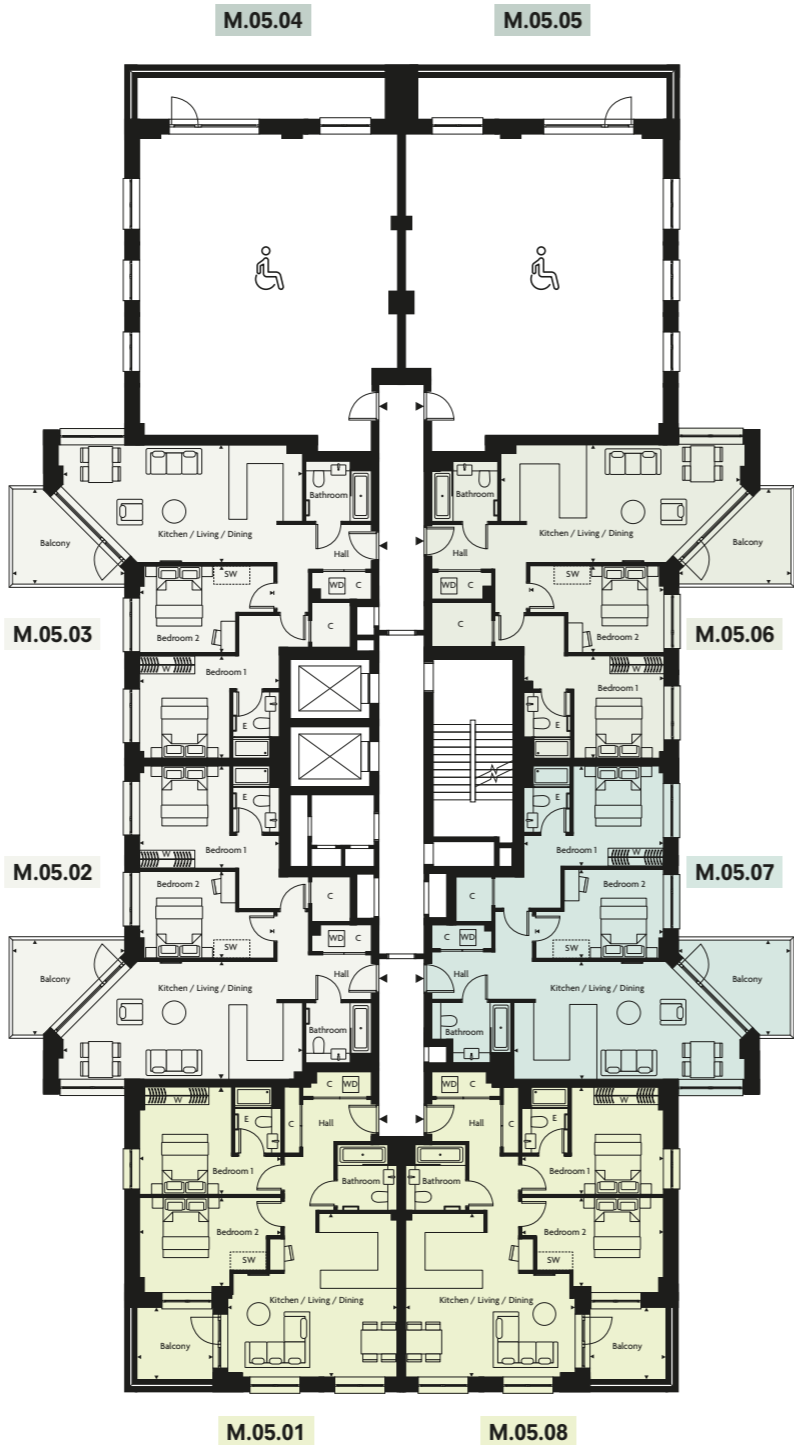 M.05.04 M.05.05
Bathroom Bathroom
Kitchen / Living / Dining Kitchen / Living / Dining
Balcony Hall Hall Balcony
SW WD C WD C SW
M.05.03 Bedroom 2 C C Bedroom 2 M.05.06
W Bedroom 1 Bedroom 1 W
E E
E E
M.05.02 W Bedroom 1 Bedroom 1 W M.05.07
Bedroom 2 C C Bedroom 2
SW WD C C WD SW
Balcony Kitchen / Living / Dining Hall Hall Kitchen / Living / Dining Balcony
Bathroom Bathroom
C WD WD C
W E C Hall Hall C E W
Bedroom 1 Bathroom Bathroom Bedroom 1
Bedroom 2 Bedroom 2
SW SW
Kitchen / Living / Dining Kitchen / Living / Dining
Balcony Balcony
M.05.01 M.05.08